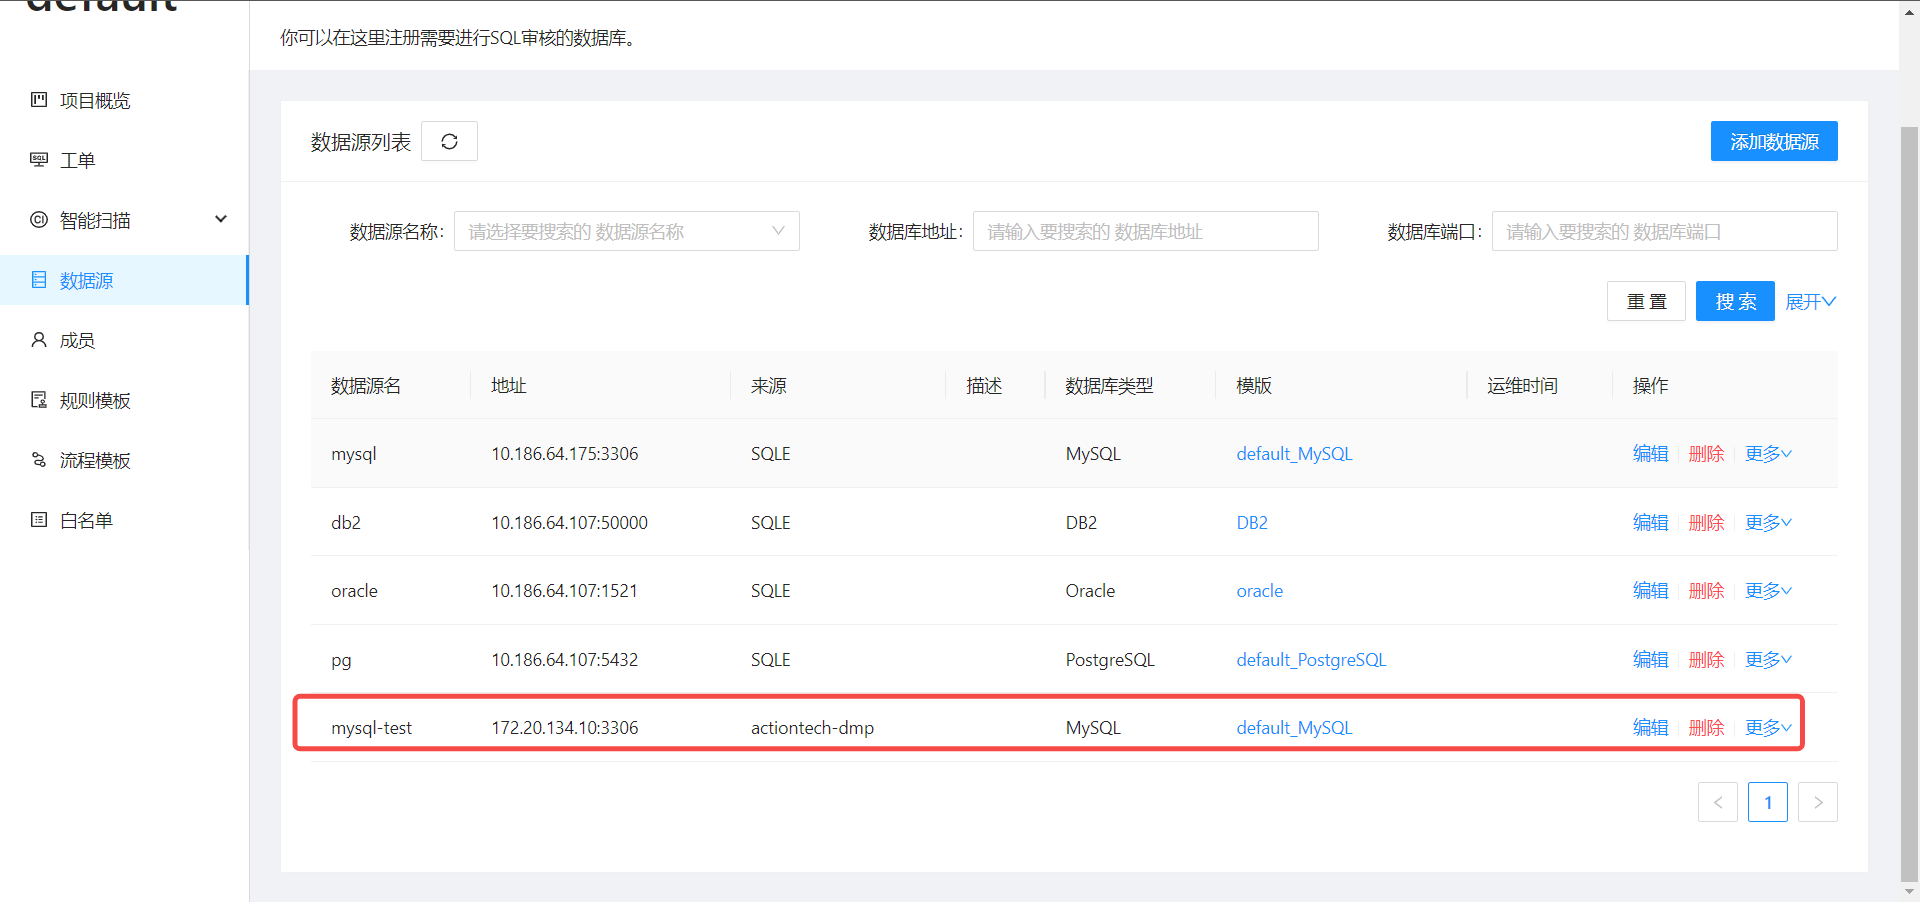 default
你可以在这里注册需要进行SQL审核的数据库。
项目概览
工单
智能扫描
数据源
成员
规则模板
流程模板
白名单
数据源列表
添加数据源
数据源名称: 请选择要搜索的 数据源名称 数据库地址: 请输入要搜索的 数据库地址 数据库端口: 请输入要搜索的 数据库端口
重 置 搜 索 展开
数据源名 地址 来源 描述 数据库类型 模版 运维时间 操作
mysql 10.186.64.175:3306 SQLE MySQL default_MySQL 编辑 删除 更多
db2 10.186.64.107:50000 SQLE DB2 DB2 编辑 删除 更多
oracle 10.186.64.107:1521 SQLE Oracle oracle 编辑 删除 更多
pg 10.186.64.107:5432 SQLE PostgreSQL default_PostgreSQL 编辑 删除 更多
mysql-test 172.20.134.10:3306 actiontech-dmp MySQL default_MySQL 编辑 删除 更多
< 1 >